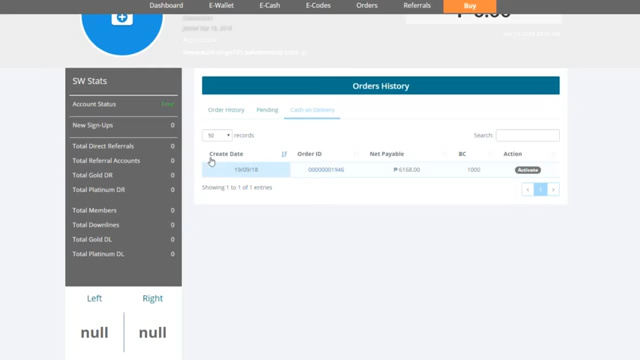 Dashboard E-Wallet E-Cash E-Codes Orders Referrals Buy
SW Stats
Account Status
New Sign-Ups 0
Total Direct Referrals 0
Total Referral Accounts 0
Total Gold DR 0
Total Platinum DR 0
Total Members 0
Total Downlines 0
Total Gold DL 0
Total Platinum DL 0
Left Right
null null
Orders History
Order History Pending Cash on Delivery
50 records Search:
Create Date Order ID Net Payable BC Action
19/09/18 00000001946 ₱ 6168.00 1000 Activate
Showing 1 to 1 of 1 entries
‹ 1 ›